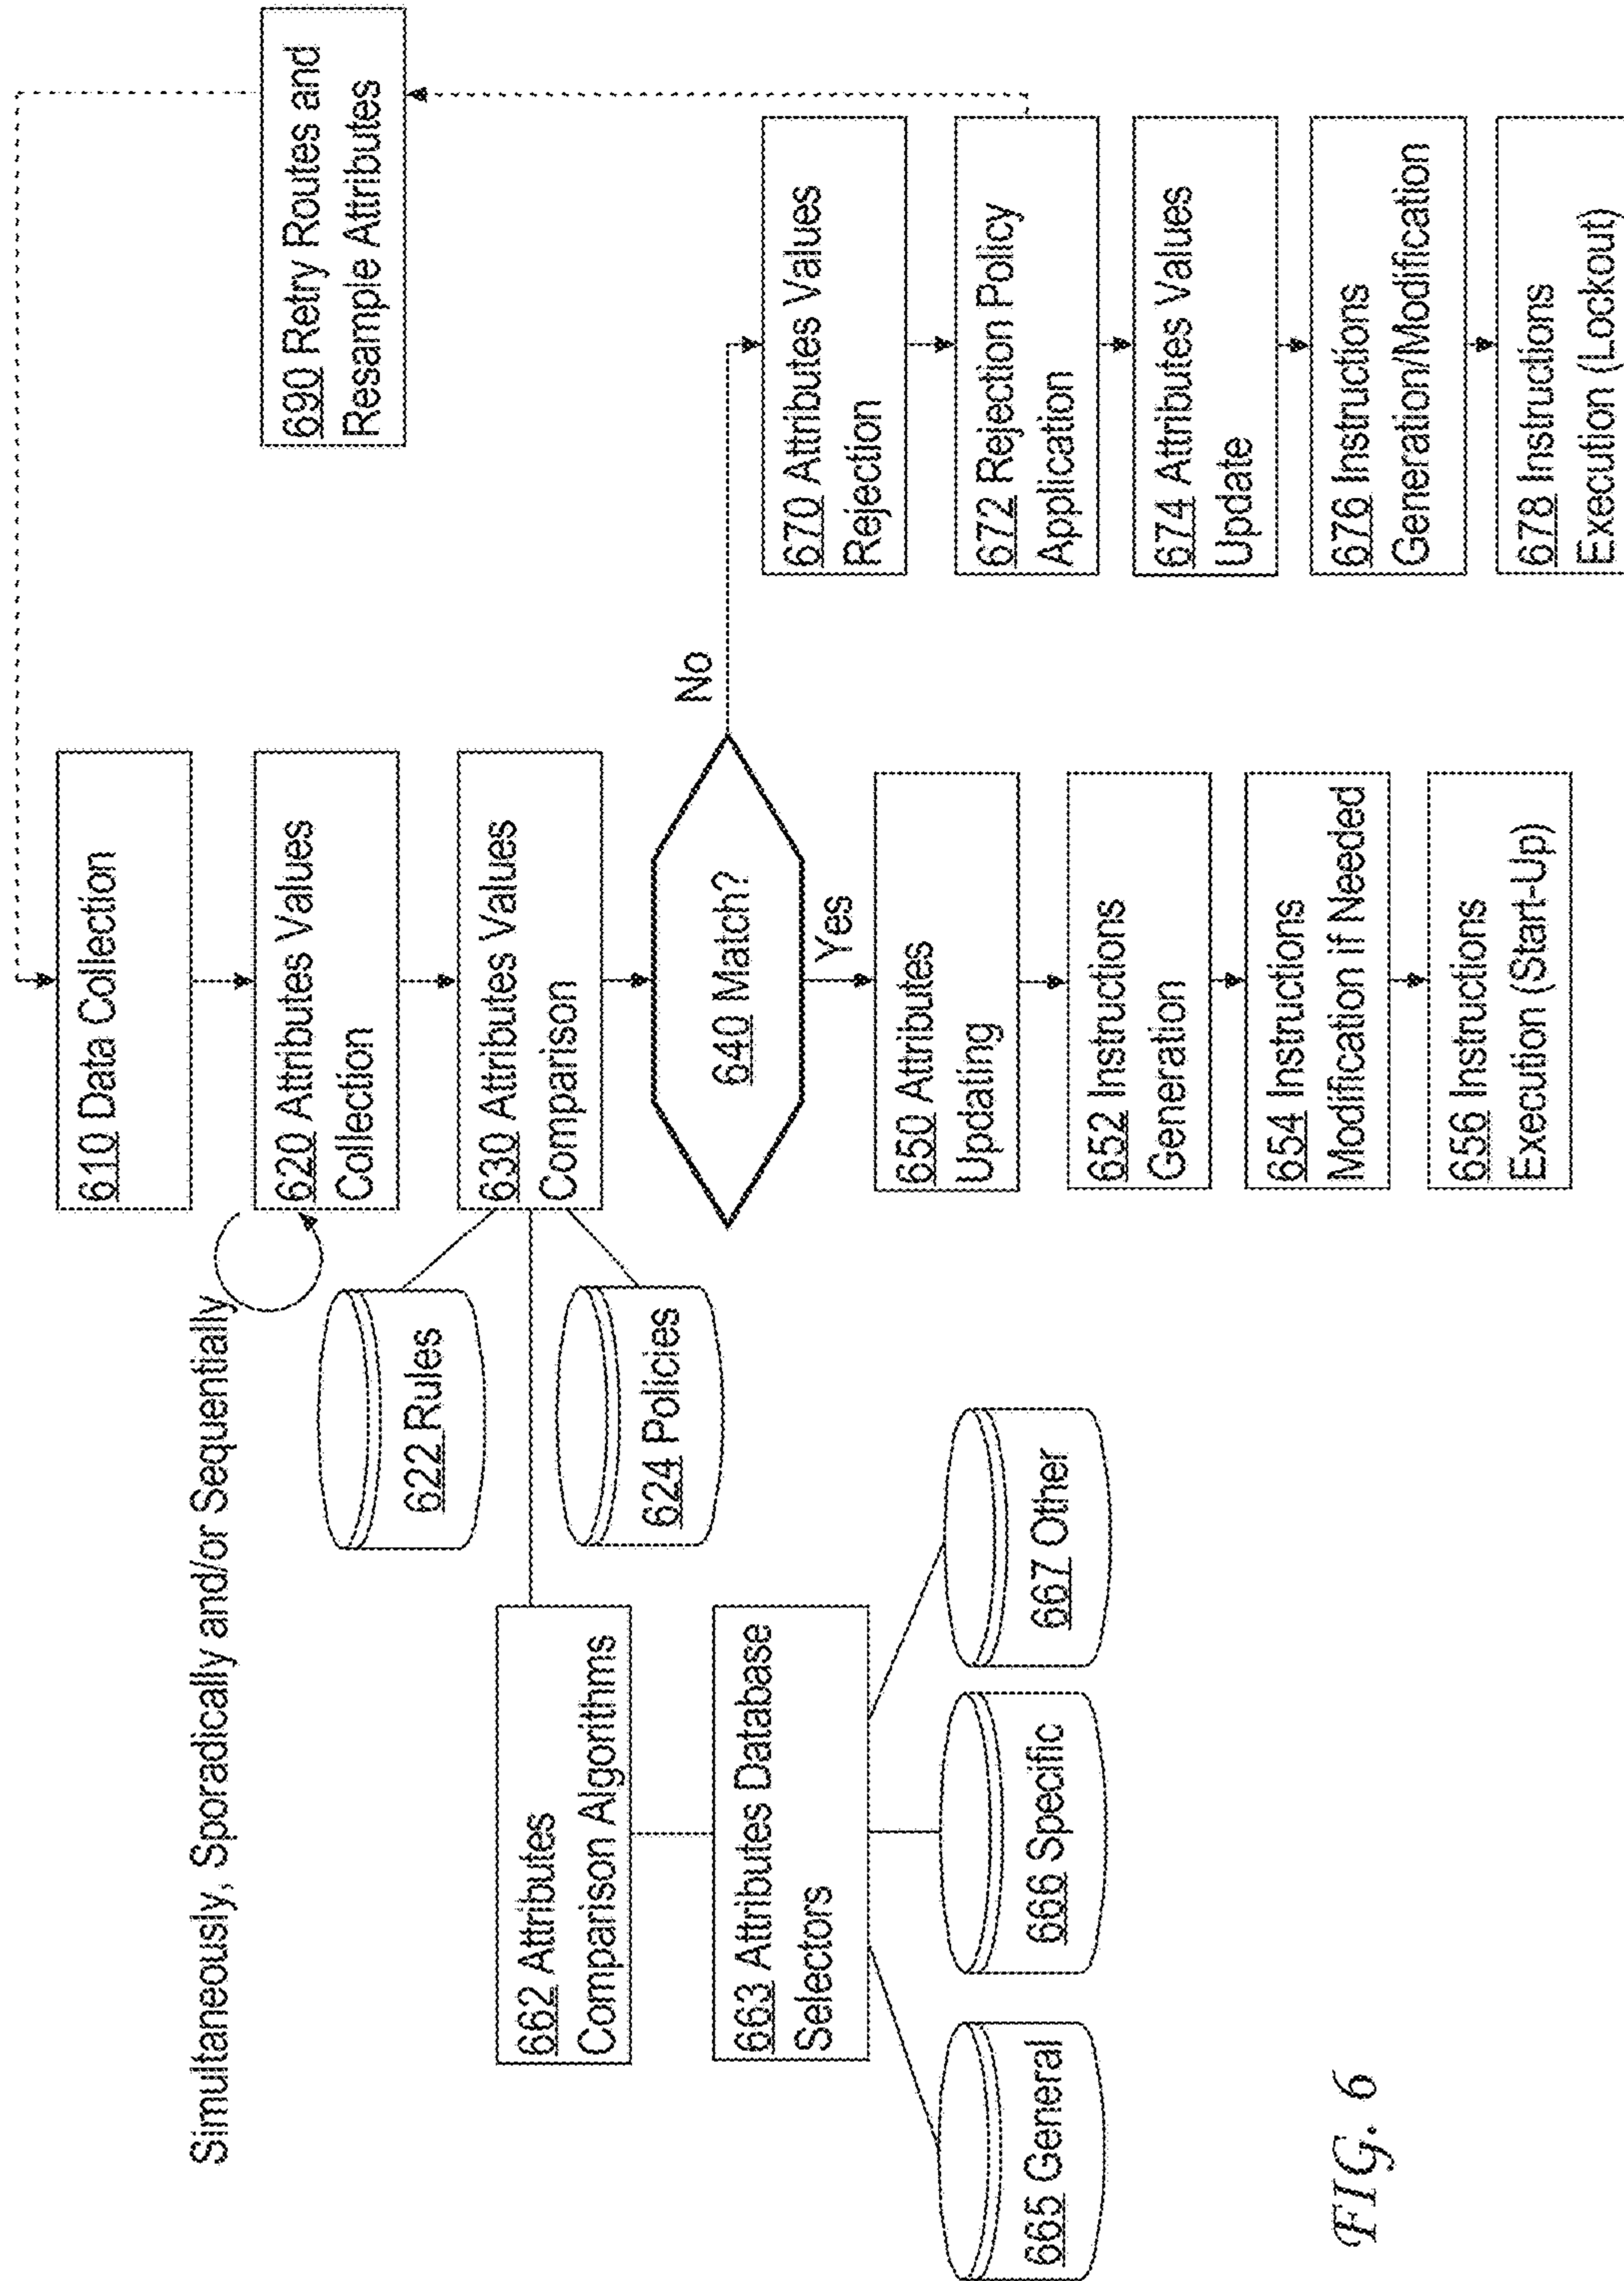 610 Data Collection
690 Retry Routes and
Resample Attributes
Simultaneously, Sporadically and/or Sequentially
620 Attributes Values
Collection
622 Rules
630 Attributes Values
Comparison
624 Policies
662 Attributes
Comparison Algorithms
663 Attributes Database
Selectors
665 General
666 Specific
667 Other
640 Match?
No
Yes
650 Attributes
Updating
652 Instructions
Generation
654 Instructions
Modification if Needed
656 Instructions
Execution (Start-Up)
670 Attributes Values
Rejection
672 Rejection Policy
Application
674 Attributes Values
Update
676 Instructions
Generation/Modification
678 Instructions
Execution (Lockout)
FIG. 6